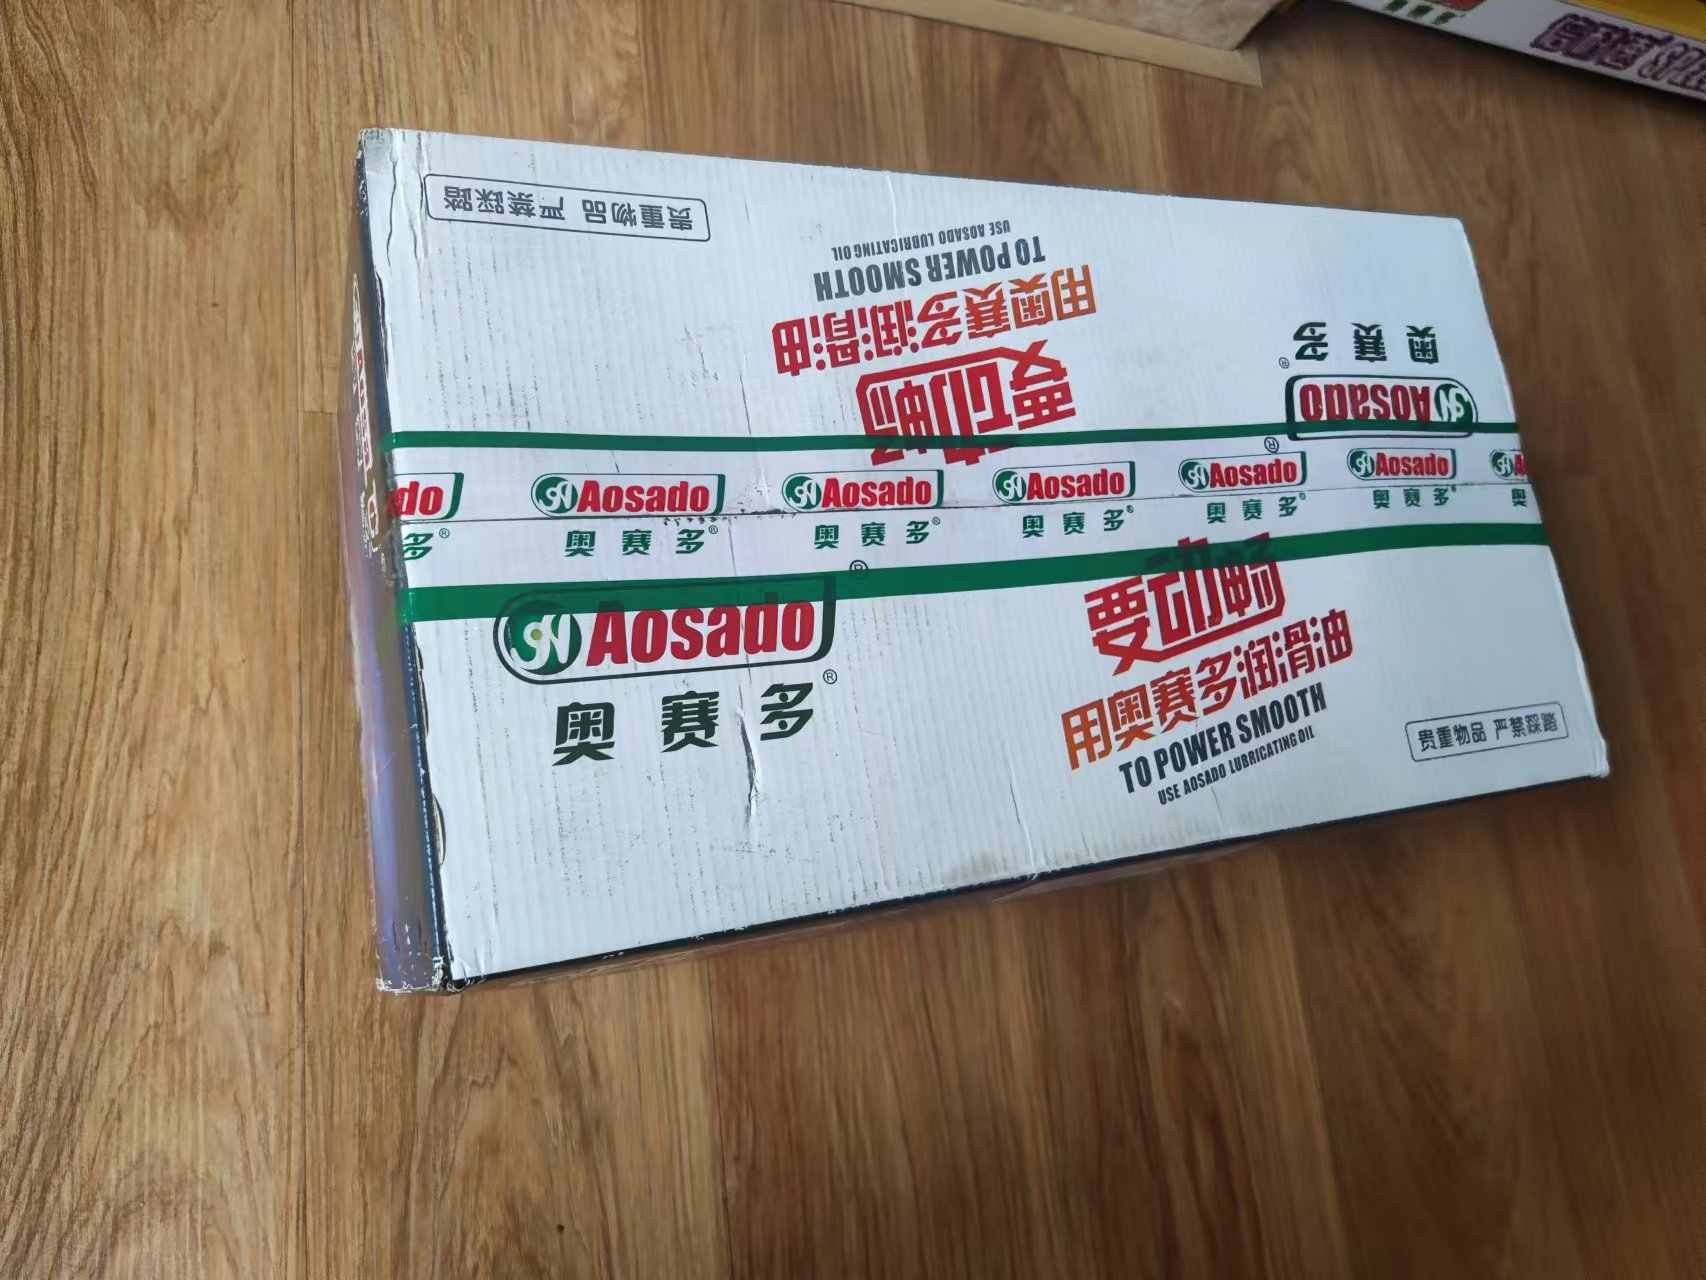 贵重物品 严禁踩踏
USE AOSADO LUBRICATING OIL
TO POWER SMOOTH
用奥赛多润滑油
要动畅
奥赛多
®
Aosado
®
do Aosado Aosado Aosado Aosado Aosado A
多® 奥赛多® 奥赛多® 奥赛多® 奥赛多® 奥赛多® 奥
®
Aosado
®
奥赛多
要动畅
用奥赛多润滑油
TO POWER SMOOTH
USE AOSADO LUBRICATING OIL
贵重物品 严禁踩踏